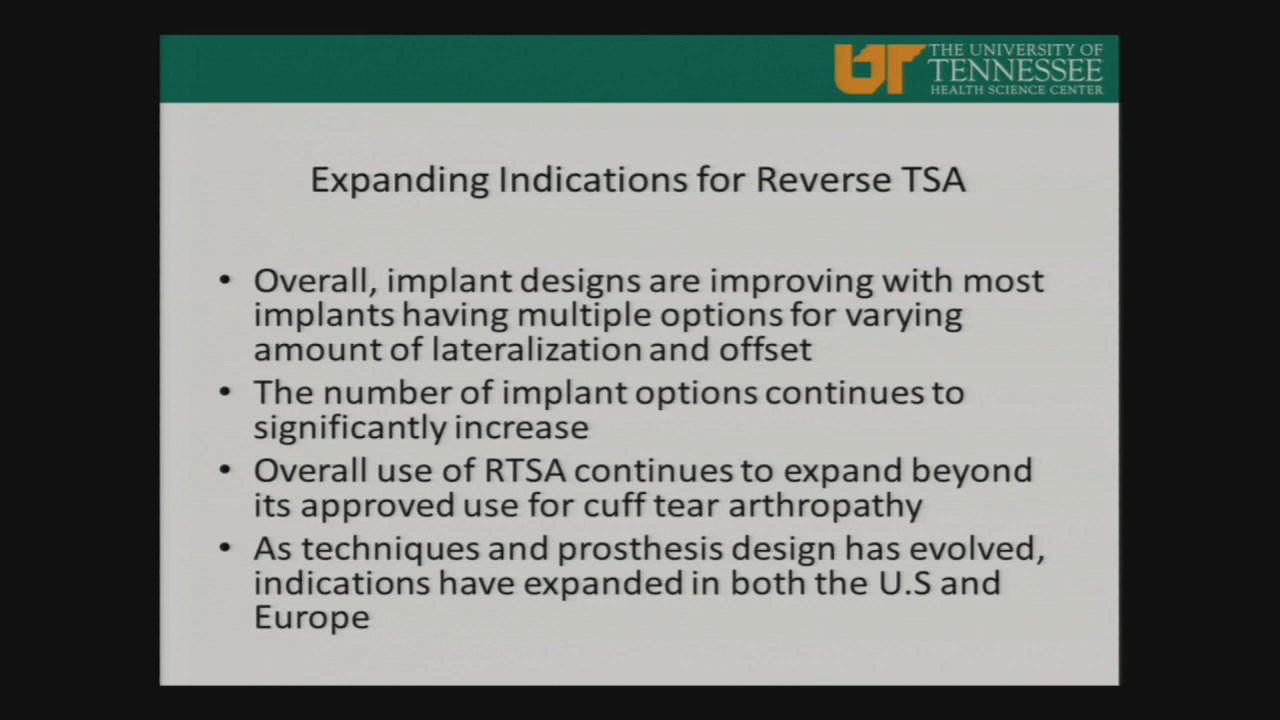 UT THE UNIVERSITY OF
TENNESSEE
HEALTH SCIENCE CENTER
Expanding Indications for Reverse TSA
• Overall, implant designs are improving with most
implants having multiple options for varying
amount of lateralization and offset
• The number of implant options continues to
significantly increase
• Overall use of RTSA continues to expand beyond
its approved use for cuff tear arthropathy
• As techniques and prosthesis design has evolved,
indications have expanded in both the U.S and
Europe